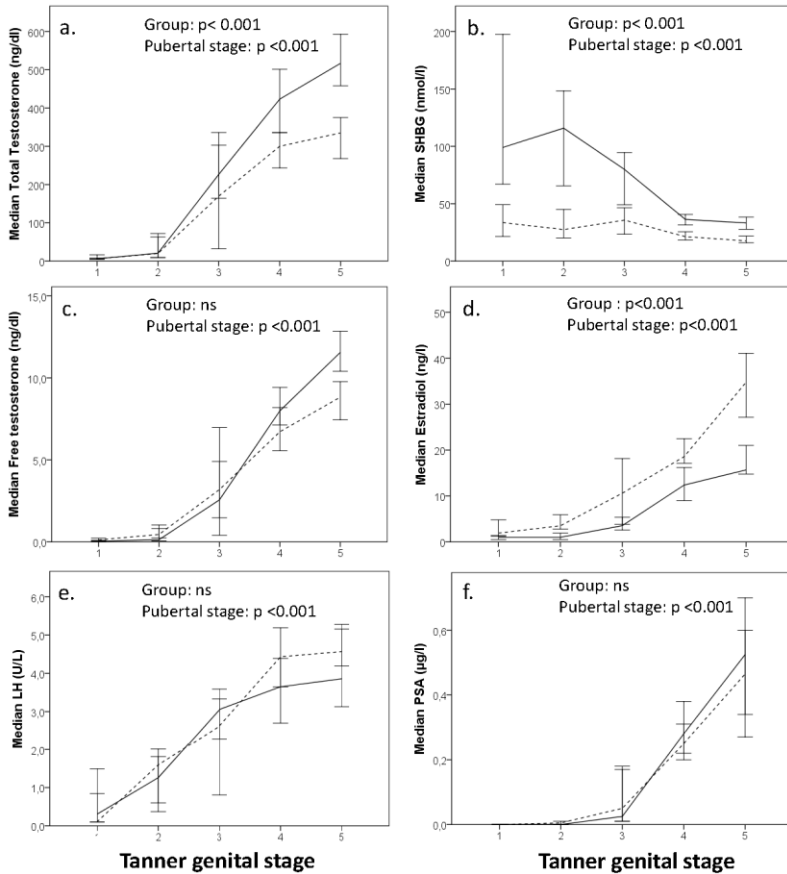 a.
Group: p< 0.001
Pubertal stage: p <0.001
Median Total Testosterone (ng/dl)
600
500
400
300
200
100
0
1 2 3 4 5
b.
Group: p< 0.001
Pubertal stage: p <0.001
Median SHBG (nmol/l)
200
150
100
50
0
1 2 3 4 5
c.
Group: ns
Pubertal stage: p <0.001
Median Free testosterone (ng/dl)
15,0
10,0
5,0
0,0
1 2 3 4 5
d.
Group : p<0.001
Pubertal stage: p<0.001
Median Estradiol (ng/l)
50
40
30
20
10
0
1 2 3 4 5
e.
Group: ns
Pubertal stage: p <0.001
Median LH (U/L)
6,0
5,0
4,0
3,0
2,0
1,0
0,0
1 2 3 4 5
Tanner genital stage
f.
Group: ns
Pubertal stage: p <0.001
Median PSA (µg/l)
0,6
0,4
0,2
0,0
1 2 3 4 5
Tanner genital stage